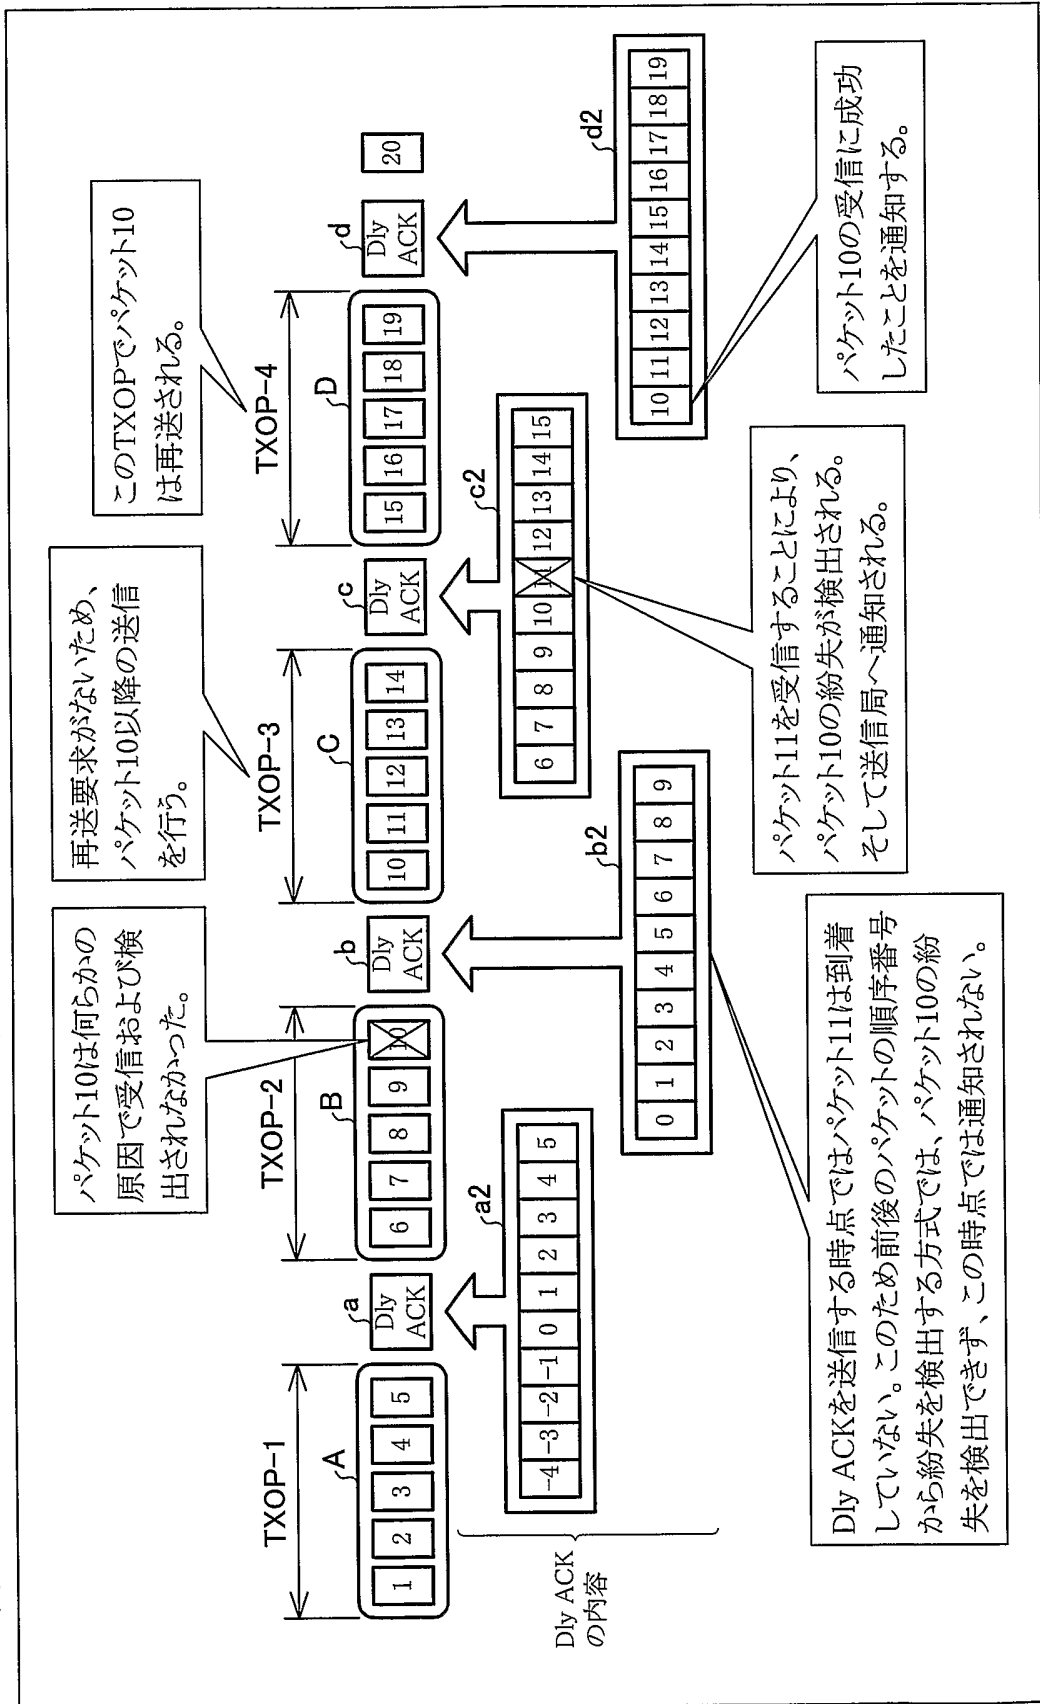 パケット10は何らかの
原因で受信および検
出されなかった。
再送要求がないため、
パケット10以降の送信
を行う。
このTXOPでパケット10
は再送される。
TXOP-1
TXOP-2
TXOP-3
TXOP-4
A
1 2 3 4 5
a
Dly
ACK
B
6 7 8 9 10
b
Dly
ACK
C
10 11 12 13 14
c
Dly
ACK
D
15 16 17 18 19
d
Dly
ACK
20
Dly ACK
の内容
a2
-4 -3 -2 -1 0 1 2 3 4 5
b2
0 1 2 3 4 5 6 7 8 9
c2
6 7 8 9 10 11 12 13 14 15
d2
10 11 12 13 14 15 16 17 18 19
Dly ACKを送信する時点ではパケット11は到着
していない。このため前後のパケットの順序番号
から紛失を検出する方式では、パケット10の紛
失を検出できず、この時点では通知されない。
パケット11を受信することにより、
パケット10の紛失が検出される。
そして送信局へ通知される。
パケット10の受信に成功
したことを通知する。